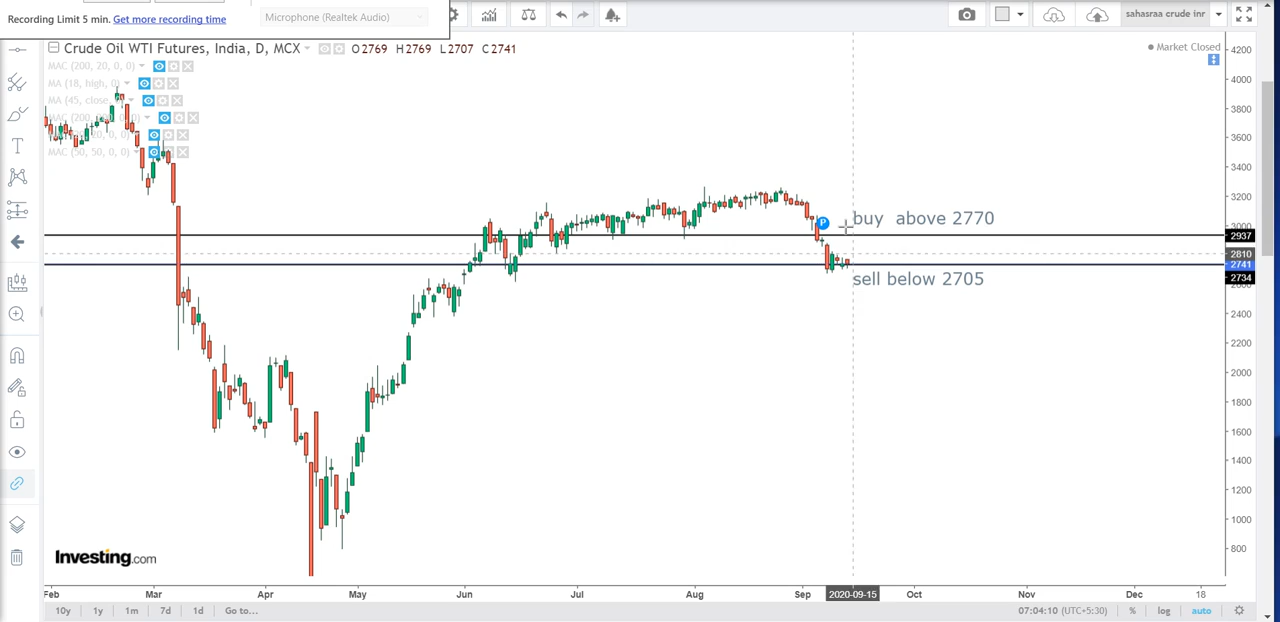 Recording Limit 5 min. Get more recording time
Microphone (Realtek Audio)
sahasraa crude inr
Crude Oil WTI Futures, India, D, MCX O2769 H2769 L2707 C2741
Market Closed
MAC (200, 20, 0, 0)
MA (18, high, 0)
MA (45, close, 0)
MAC (50, 50, 0, 0)
4200
4000
3800
3600
3400
3200
3000
2937
2810
2741
2734
2400
2200
2000
1800
1600
1400
1200
1000
800
P
buy above 2770
sell below 2705
Investing.com
Feb Mar Apr May Jun Jul Aug Sep 2020-09-15 Oct Nov Dec 18
10y 1y 1m 7d 1d Go to... 07:04:10 (UTC+5:30) % log auto